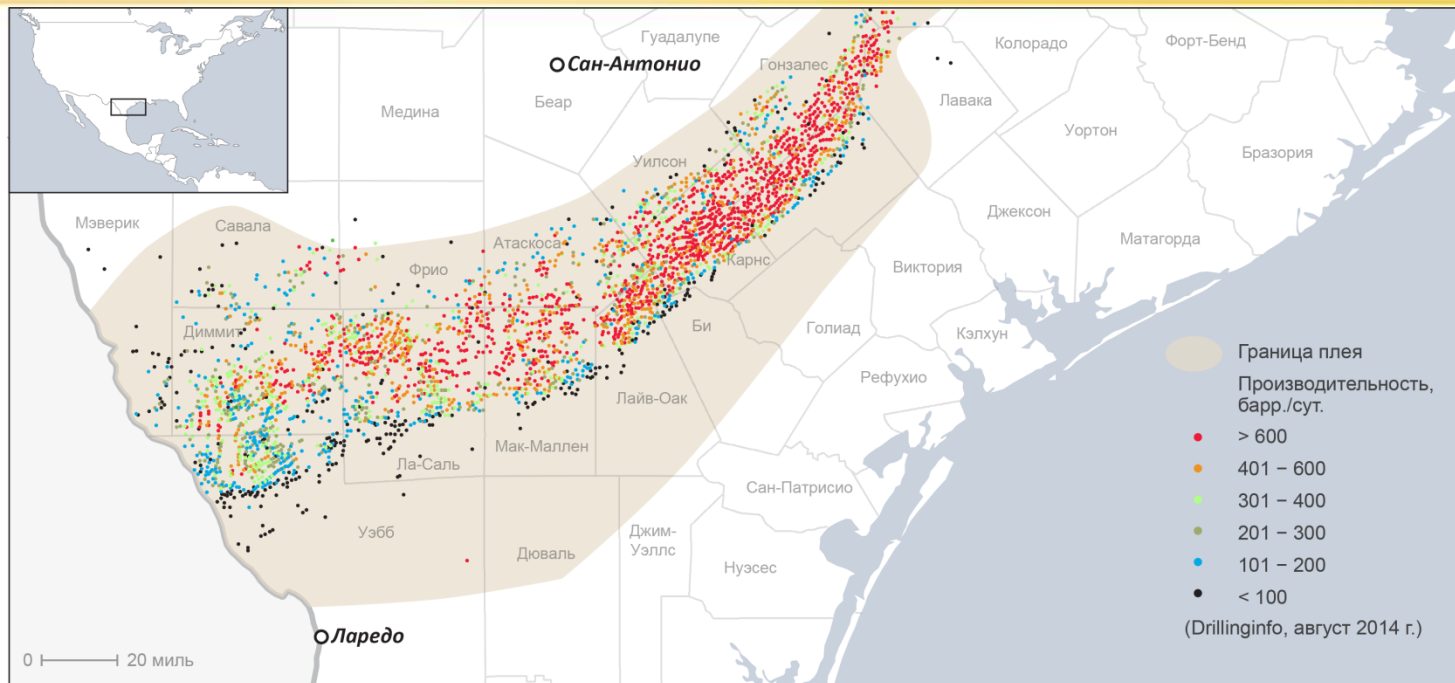 Гуадалупе
Колорадо
Форт-Бенд
Сан-Антонио
Гонзалес
Беар
Лавака
Медина
Уортон
Бразория
Уилсон
Мэверик
Савала
Джексон
Атаскоса
Матагорда
Карнс
Фрио
Виктория
Диммит
Би
Голиад
Кэлхун
Рефухио
Лайв-Оак
Мак-Маллен
Ла-Саль
Сан-Патрисио
Уэбб
Дюваль
Джим-
Уэллс
Нуэсес
Ларедо
0
20 миль
Граница плея
Производительность,
барр./сут.
> 600
401 – 600
301 – 400
201 – 300
101 – 200
< 100
(Drillinginfo, август 2014 г.)